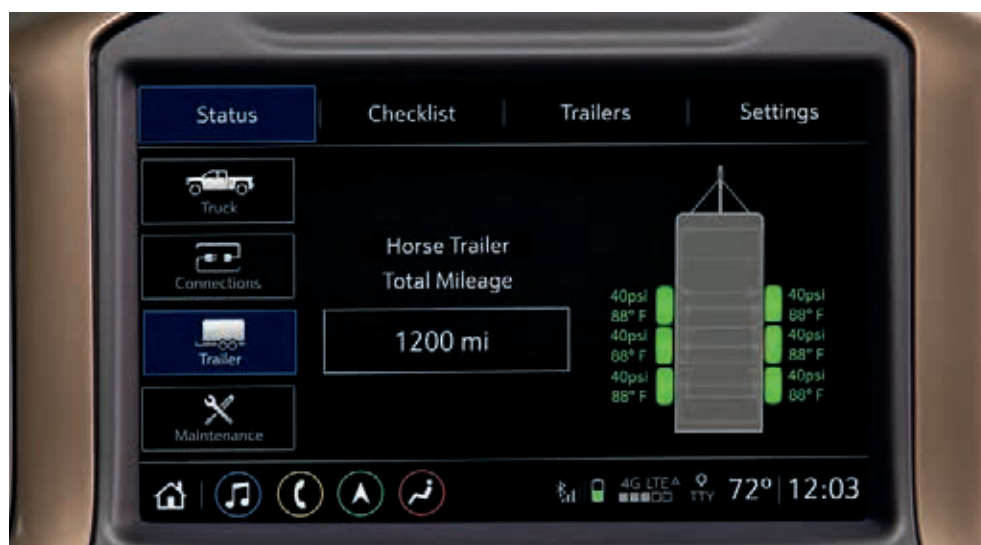 Status Checklist Trailers Settings
Truck
Connections
Trailer
Maintenance
Horse Trailer
Total Mileage
1200 mi
40psi
88° F
40psi
88° F
40psi
88° F
40psi
88° F
40psi
88° F
40psi
88° F
4G LTE TTY 72° 12:03